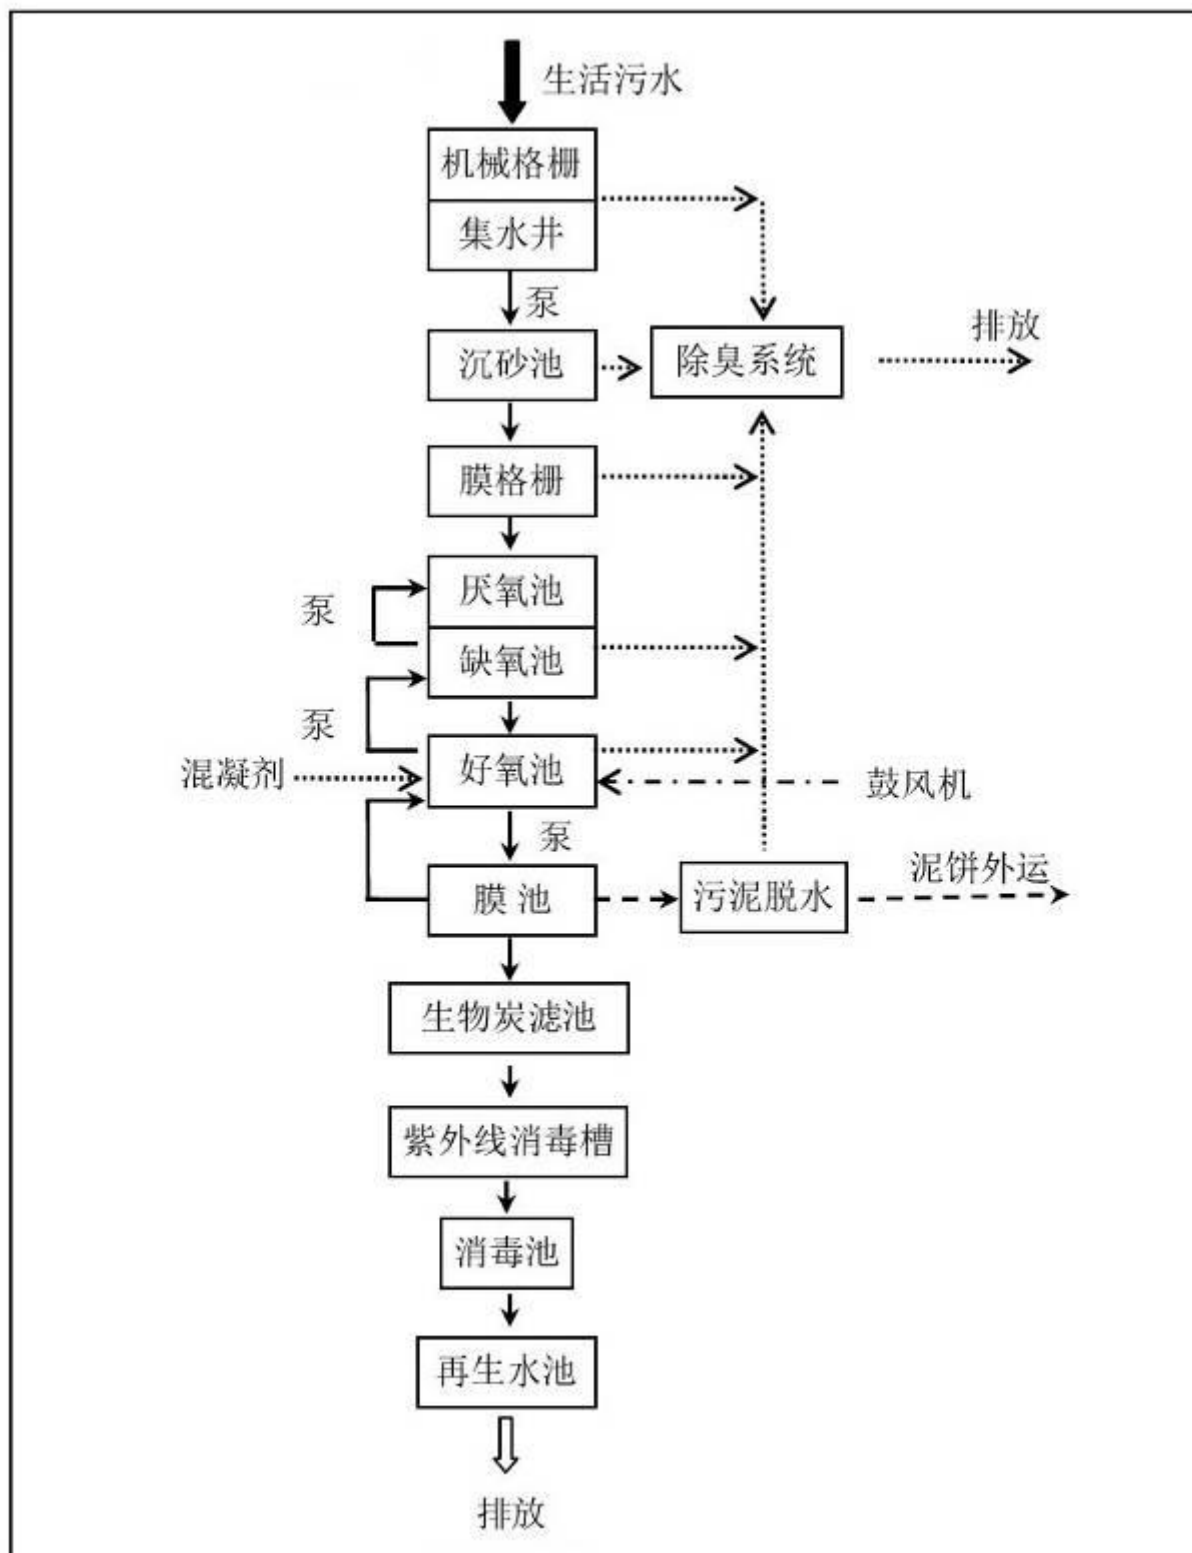 生活污水
机械格栅
集水井
泵
沉砂池
除臭系统
排放
膜格栅
厌氧池
泵
缺氧池
泵
好氧池
混凝剂
鼓风机
泵
膜池
污泥脱水
泥饼外运
生物炭滤池
紫外线消毒槽
消毒池
再生水池
排放